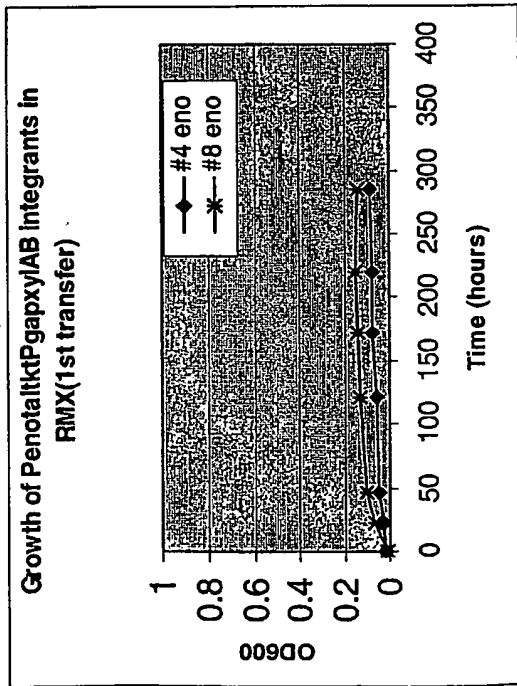 Growth of PenotaltktPgapxylAB integrants in
RMX(1st transfer)
#4 eno
#8 eno
OD600
1
0.8
0.6
0.4
0.2
0
0
50
100
150
200
250
300
350
400
Time (hours)